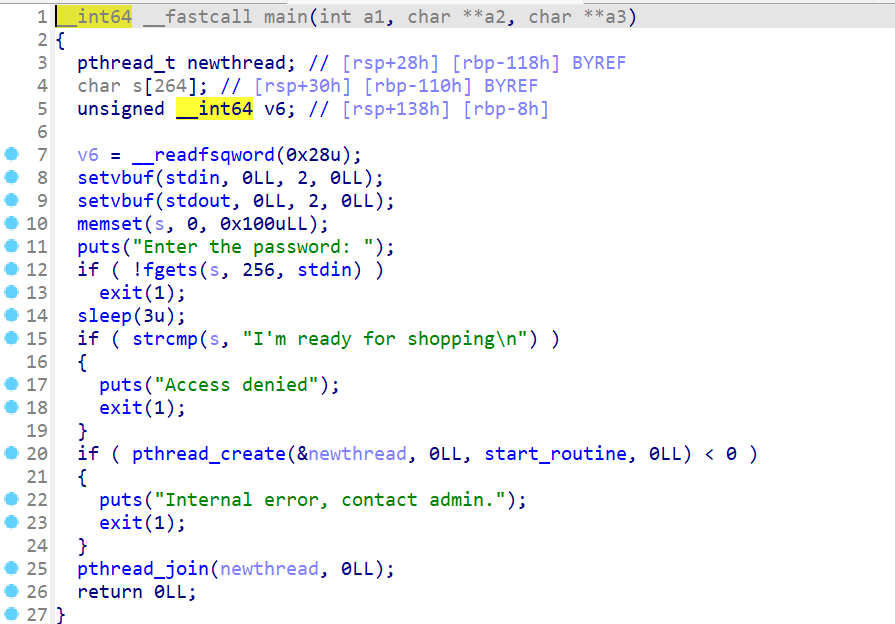 1 __int64 __fastcall main(int a1, char **a2, char **a3)
2 {
3   pthread_t newthread; // [rsp+28h] [rbp-118h] BYREF
4   char s[264]; // [rsp+30h] [rbp-110h] BYREF
5   unsigned __int64 v6; // [rsp+138h] [rbp-8h]
6
7   v6 = __readfsqword(0x28u);
8   setvbuf(stdin, 0LL, 2, 0LL);
9   setvbuf(stdout, 0LL, 2, 0LL);
10   memset(s, 0, 0x100uLL);
11   puts("Enter the password: ");
12   if ( !fgets(s, 256, stdin) )
13     exit(1);
14   sleep(3u);
15   if ( strcmp(s, "I'm ready for shopping\n") )
16   {
17     puts("Access denied");
18     exit(1);
19   }
20   if ( pthread_create(&newthread, 0LL, start_routine, 0LL) < 0 )
21   {
22     puts("Internal error, contact admin.");
23     exit(1);
24   }
25   pthread_join(newthread, 0LL);
26   return 0LL;
27 }